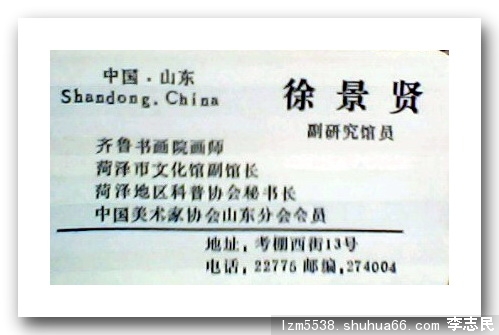 中国．山东
Shandong, China
徐景贤
副研究馆员
齐鲁书画院画师
菏泽市文化馆副馆长
菏泽地区科普协会秘书长
中国美术家协会山东分会会员
地址，考棚西街13号
电话，22775 邮编，274004
lzm5538.shuhua66.com 李志民